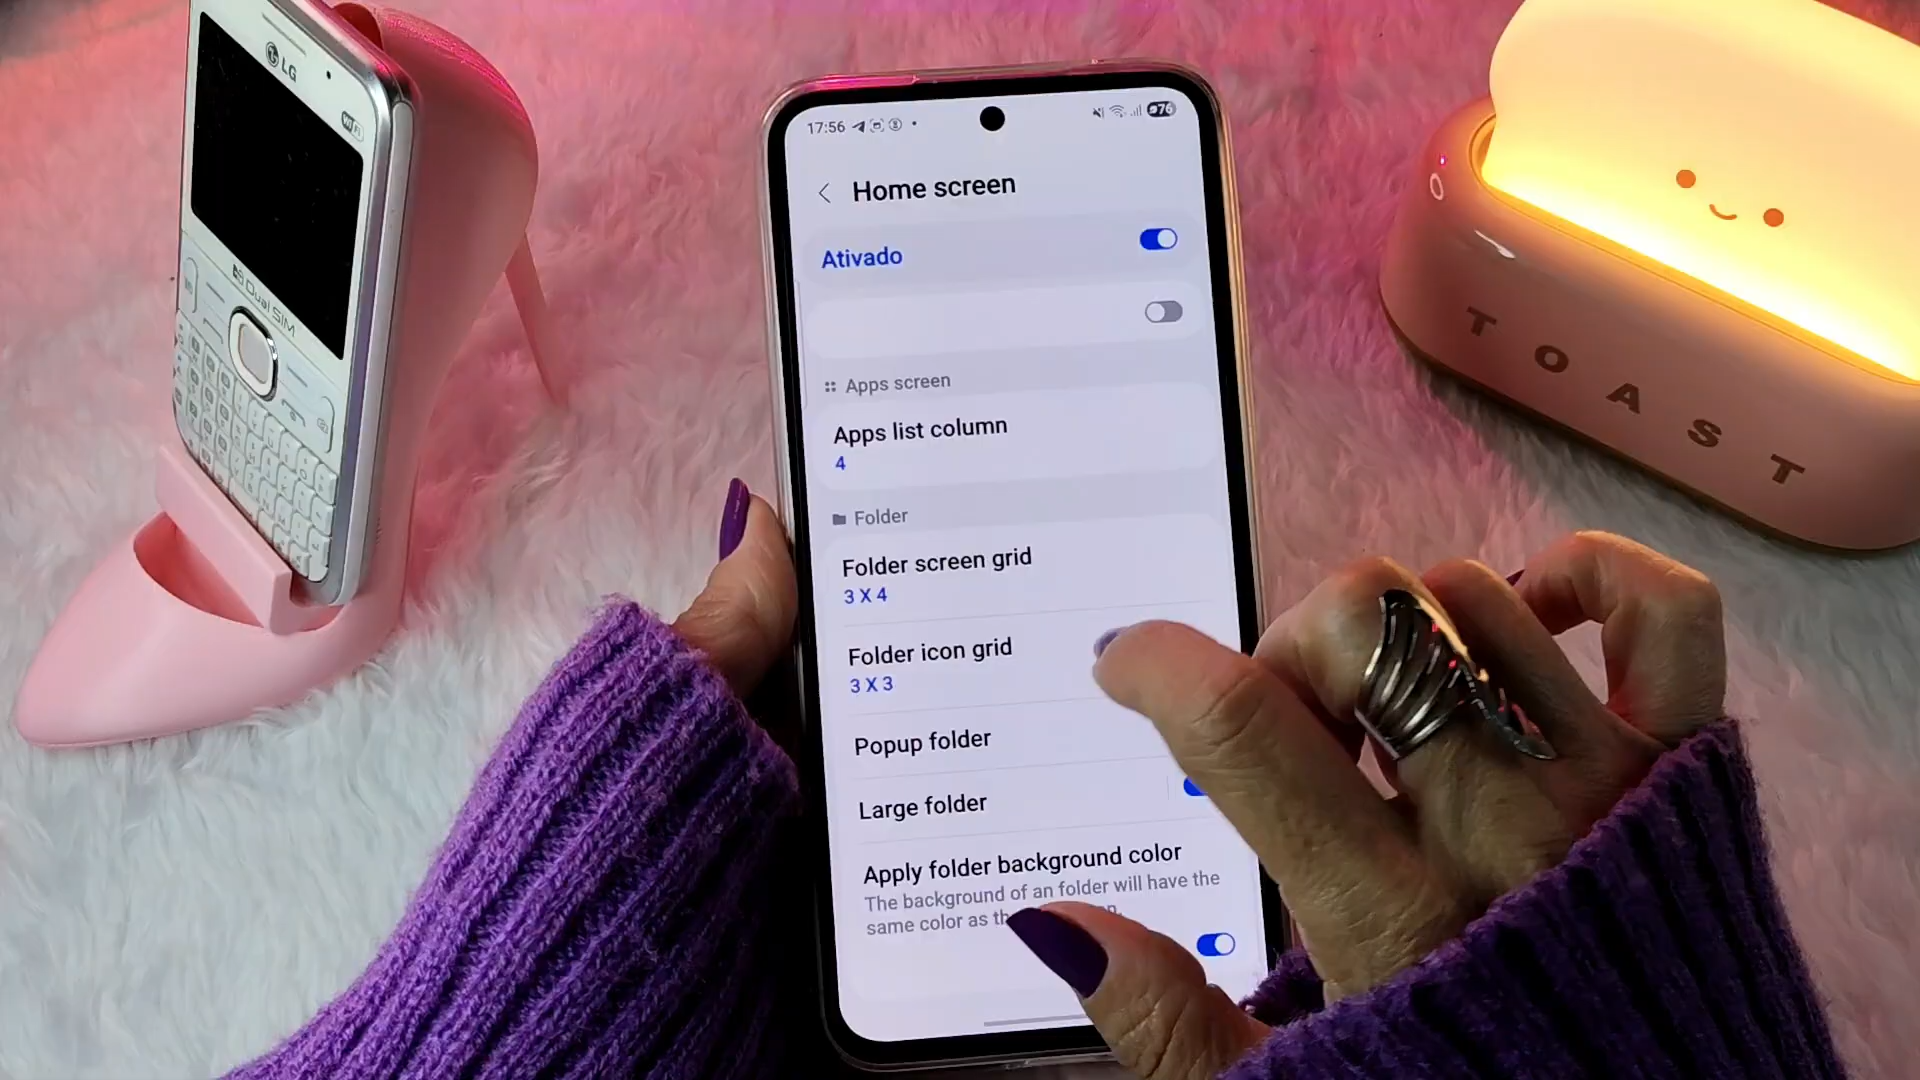 LG
WiFi
Dual SIM
17:56
76
Home screen
Ativado
Apps screen
Apps list column
4
Folder
Folder screen grid
3 X 4
Folder icon grid
3 X 3
Popup folder
Large folder
Apply folder background color
The background of an folder will have the
same color as
TOAST